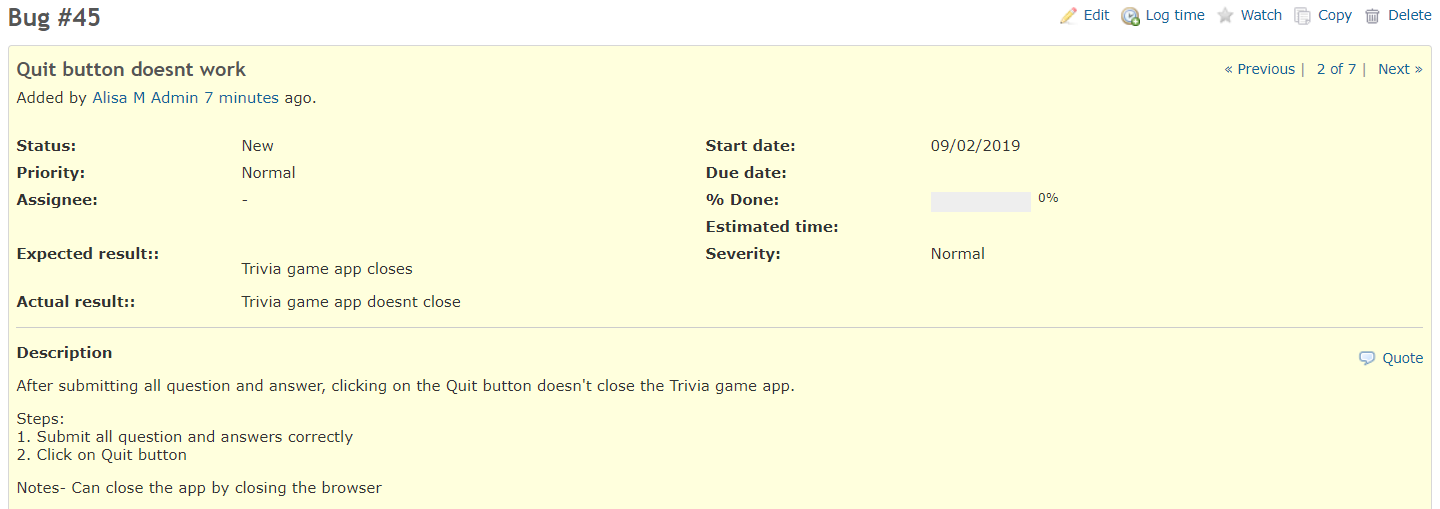 Bug #45
Edit Log time Watch Copy Delete
Quit button doesnt work
« Previous | 2 of 7 | Next »
Added by Alisa M Admin 7 minutes ago.
Status: New Start date: 09/02/2019
Priority: Normal Due date:
Assignee: - % Done: 0%
Estimated time:
Expected result:: Severity: Normal
Trivia game app closes
Actual result:: Trivia game app doesnt close
Description
Quote
After submitting all question and answer, clicking on the Quit button doesn't close the Trivia game app.
Steps:
1. Submit all question and answers correctly
2. Click on Quit button
Notes- Can close the app by closing the browser